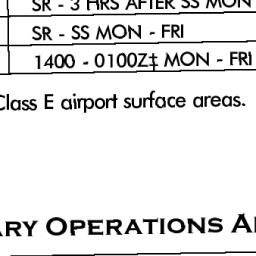 SR - 3 HRS AFTER SS MON
SR - SS MON - FRI
1400 - 0100Z‡ MON - FRI
Class E airport surface areas.
OPERATIONS